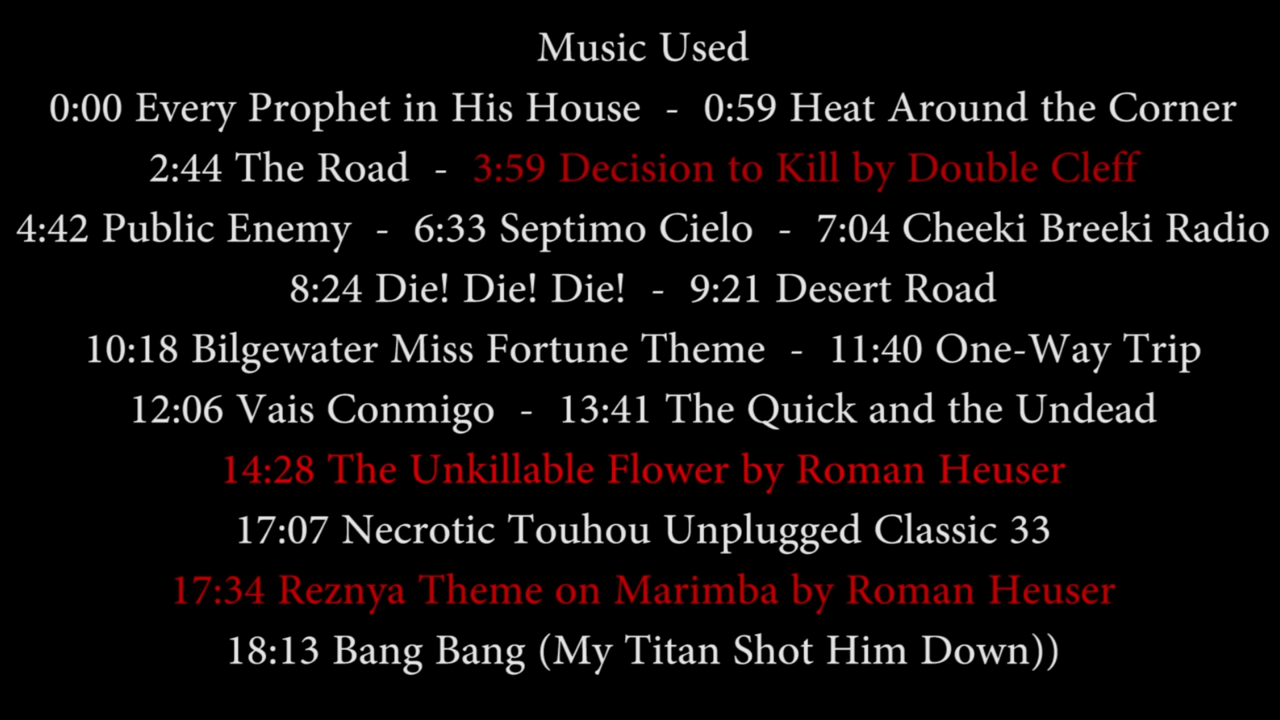 Music Used
0:00 Every Prophet in His House - 0:59 Heat Around the Corner
2:44 The Road - 3:59 Decision to Kill by Double Cleff
4:42 Public Enemy - 6:33 Septimo Cielo - 7:04 Cheeki Breeki Radio
8:24 Die! Die! Die! - 9:21 Desert Road
10:18 Bilgewater Miss Fortune Theme - 11:40 One-Way Trip
12:06 Vais Conmigo - 13:41 The Quick and the Undead
14:28 The Unkillable Flower by Roman Heuser
17:07 Necrotic Touhou Unplugged Classic 33
17:34 Reznya Theme on Marimba by Roman Heuser
18:13 Bang Bang (My Titan Shot Him Down))